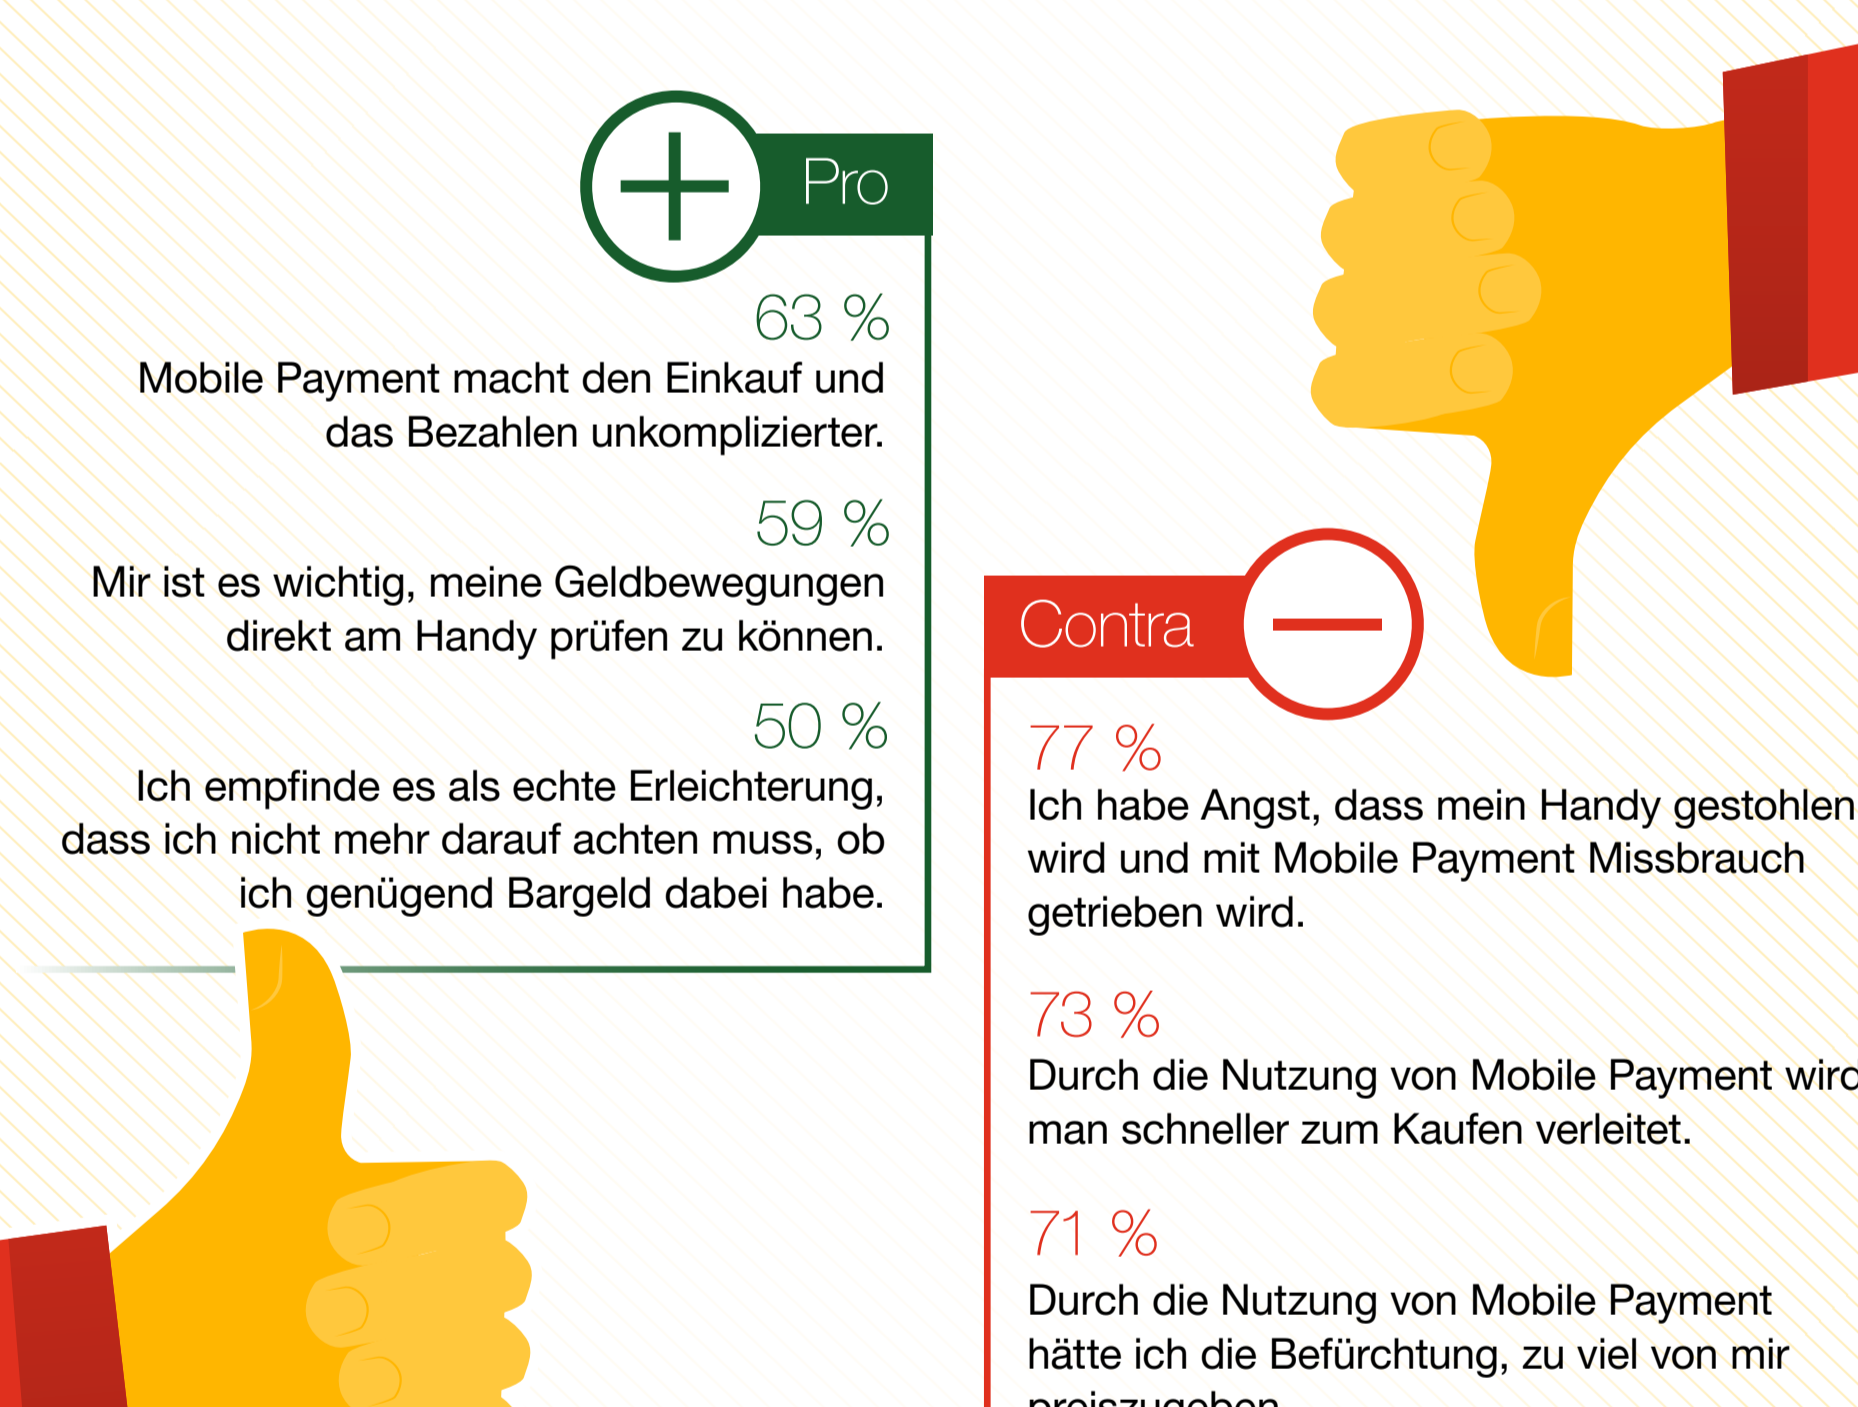 Pro
63 %
Mobile Payment macht den Einkauf und
das Bezahlen unkomplizierter.
59 %
Mir ist es wichtig, meine Geldbewegungen
direkt am Handy prüfen zu können.
50 %
Ich empfinde es als echte Erleichterung,
dass ich nicht mehr darauf achten muss, ob
ich genügend Bargeld dabei habe.
Contra
77 %
Ich habe Angst, dass mein Handy gestohlen
wird und mit Mobile Payment Missbrauch
getrieben wird.
73 %
Durch die Nutzung von Mobile Payment wird
man schneller zum Kaufen verleitet.
71 %
Durch die Nutzung von Mobile Payment
hätte ich die Befürchtung, zu viel von mir
preiszugeben